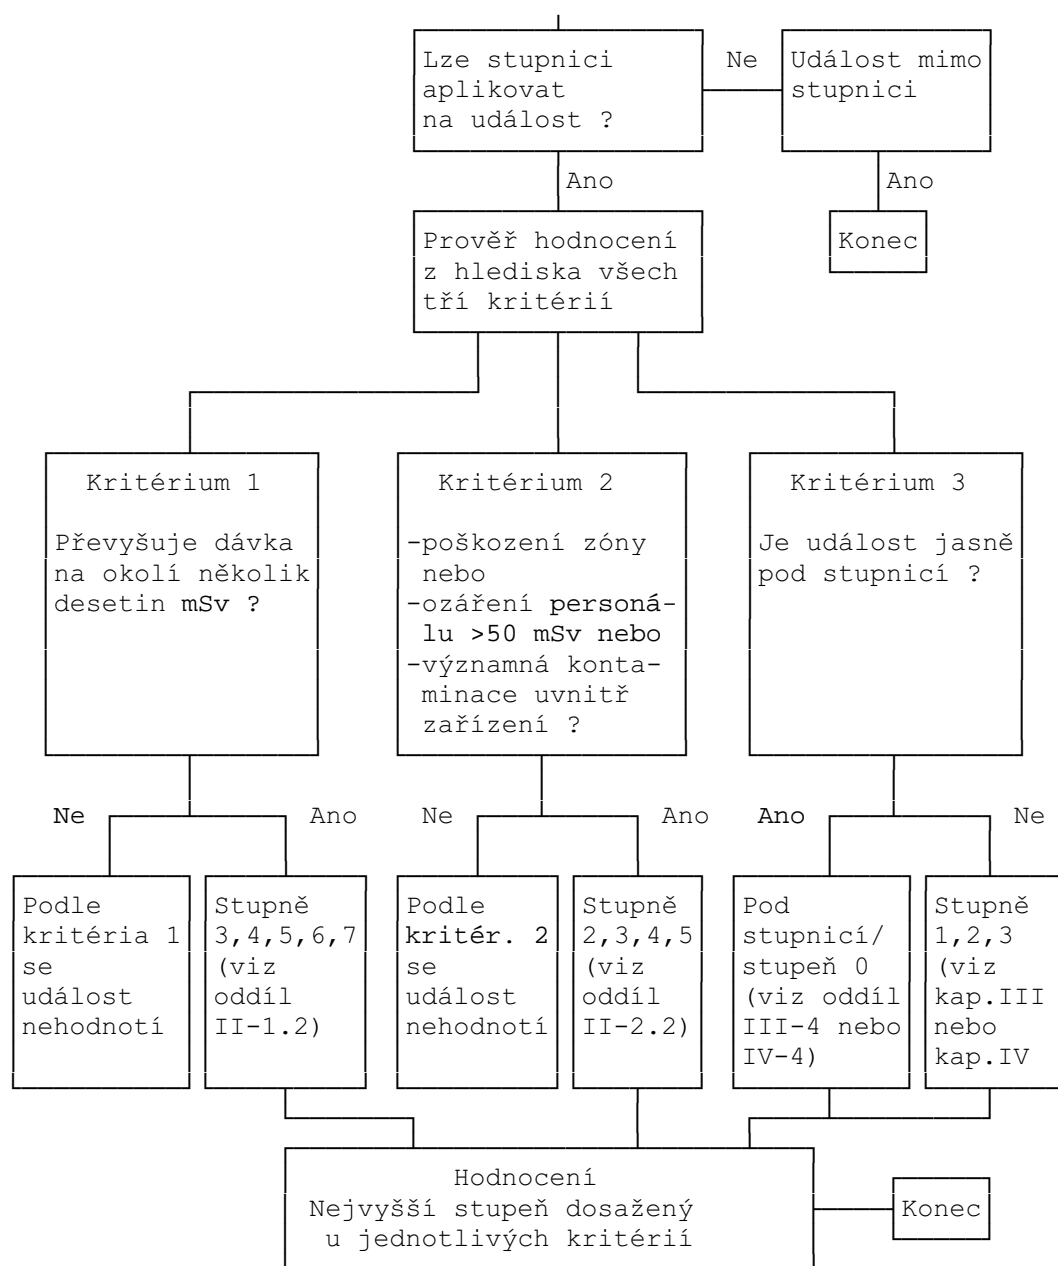 Lze stupnici
aplikovat
na událost ?
Ne
Událost mimo
stupnici
Ano
Ano
Prověř hodnocení
z hlediska všech
tří kritérií
Konec
Kritérium 1
Převyšuje dávka
na okolí několik
desetin mSv ?
Kritérium 2
-poškození zóny
nebo
-ozáření personá-
lu >50 mSv nebo
-významná konta-
minace uvnitř
zařízení ?
Kritérium 3
Je událost jasně
pod stupnicí ?
Ne
Ano
Ne
Ano
Ano
Ne
Podle
kritéria 1
se
událost
nehodnotí
Stupně
3,4,5,6,7
(viz
oddíl
II-1.2)
Podle
kritér. 2
se
událost
nehodnotí
Stupně
2,3,4,5
(viz
oddíl
II-2.2)
Pod
stupnicí/
stupeň 0
(viz oddíl
III-4 nebo
IV-4)
Stupně
1,2,3
(viz
kap.III
nebo
kap.IV
Hodnocení
Nejvyšší stupeň dosažený
u jednotlivých kritérií
Konec